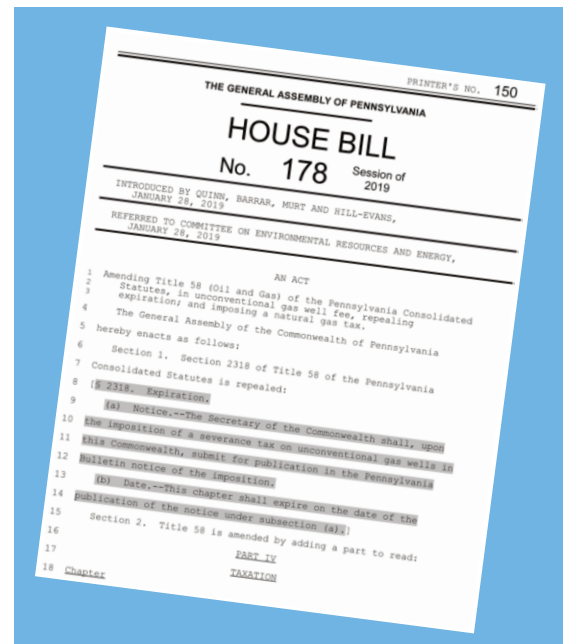 PRINTER'S NO. 150
THE GENERAL ASSEMBLY OF PENNSYLVANIA
HOUSE BILL
No. 178 Session of
2019
INTRODUCED BY QUINN, BARRAR, MURT AND HILL-EVANS,
JANUARY 28, 2019
REFERRED TO COMMITTEE ON ENVIRONMENTAL RESOURCES AND ENERGY,
JANUARY 28, 2019
AN ACT
1 Amending Title 58 (Oil and Gas) of the Pennsylvania Consolidated
2 Statutes, in unconventional gas well fee, repealing
3 expiration; and imposing a natural gas tax.
4 The General Assembly of the Commonwealth of Pennsylvania
5 hereby enacts as follows:
6 Section 1. Section 2318 of Title 58 of the Pennsylvania
7 Consolidated Statutes is repealed:
8 [§ 2318. Expiration.
9 (a) Notice.--The Secretary of the Commonwealth shall, upon
10 the imposition of a severance tax on unconventional gas wells in
11 this Commonwealth, submit for publication in the Pennsylvania
12 Bulletin notice of the imposition.
13 (b) Date.--This chapter shall expire on the date of the
14 publication of the notice under subsection (a).]
15 Section 2. Title 58 is amended by adding a part to read:
16 PART IV
17 TAXATION
18 Chapter